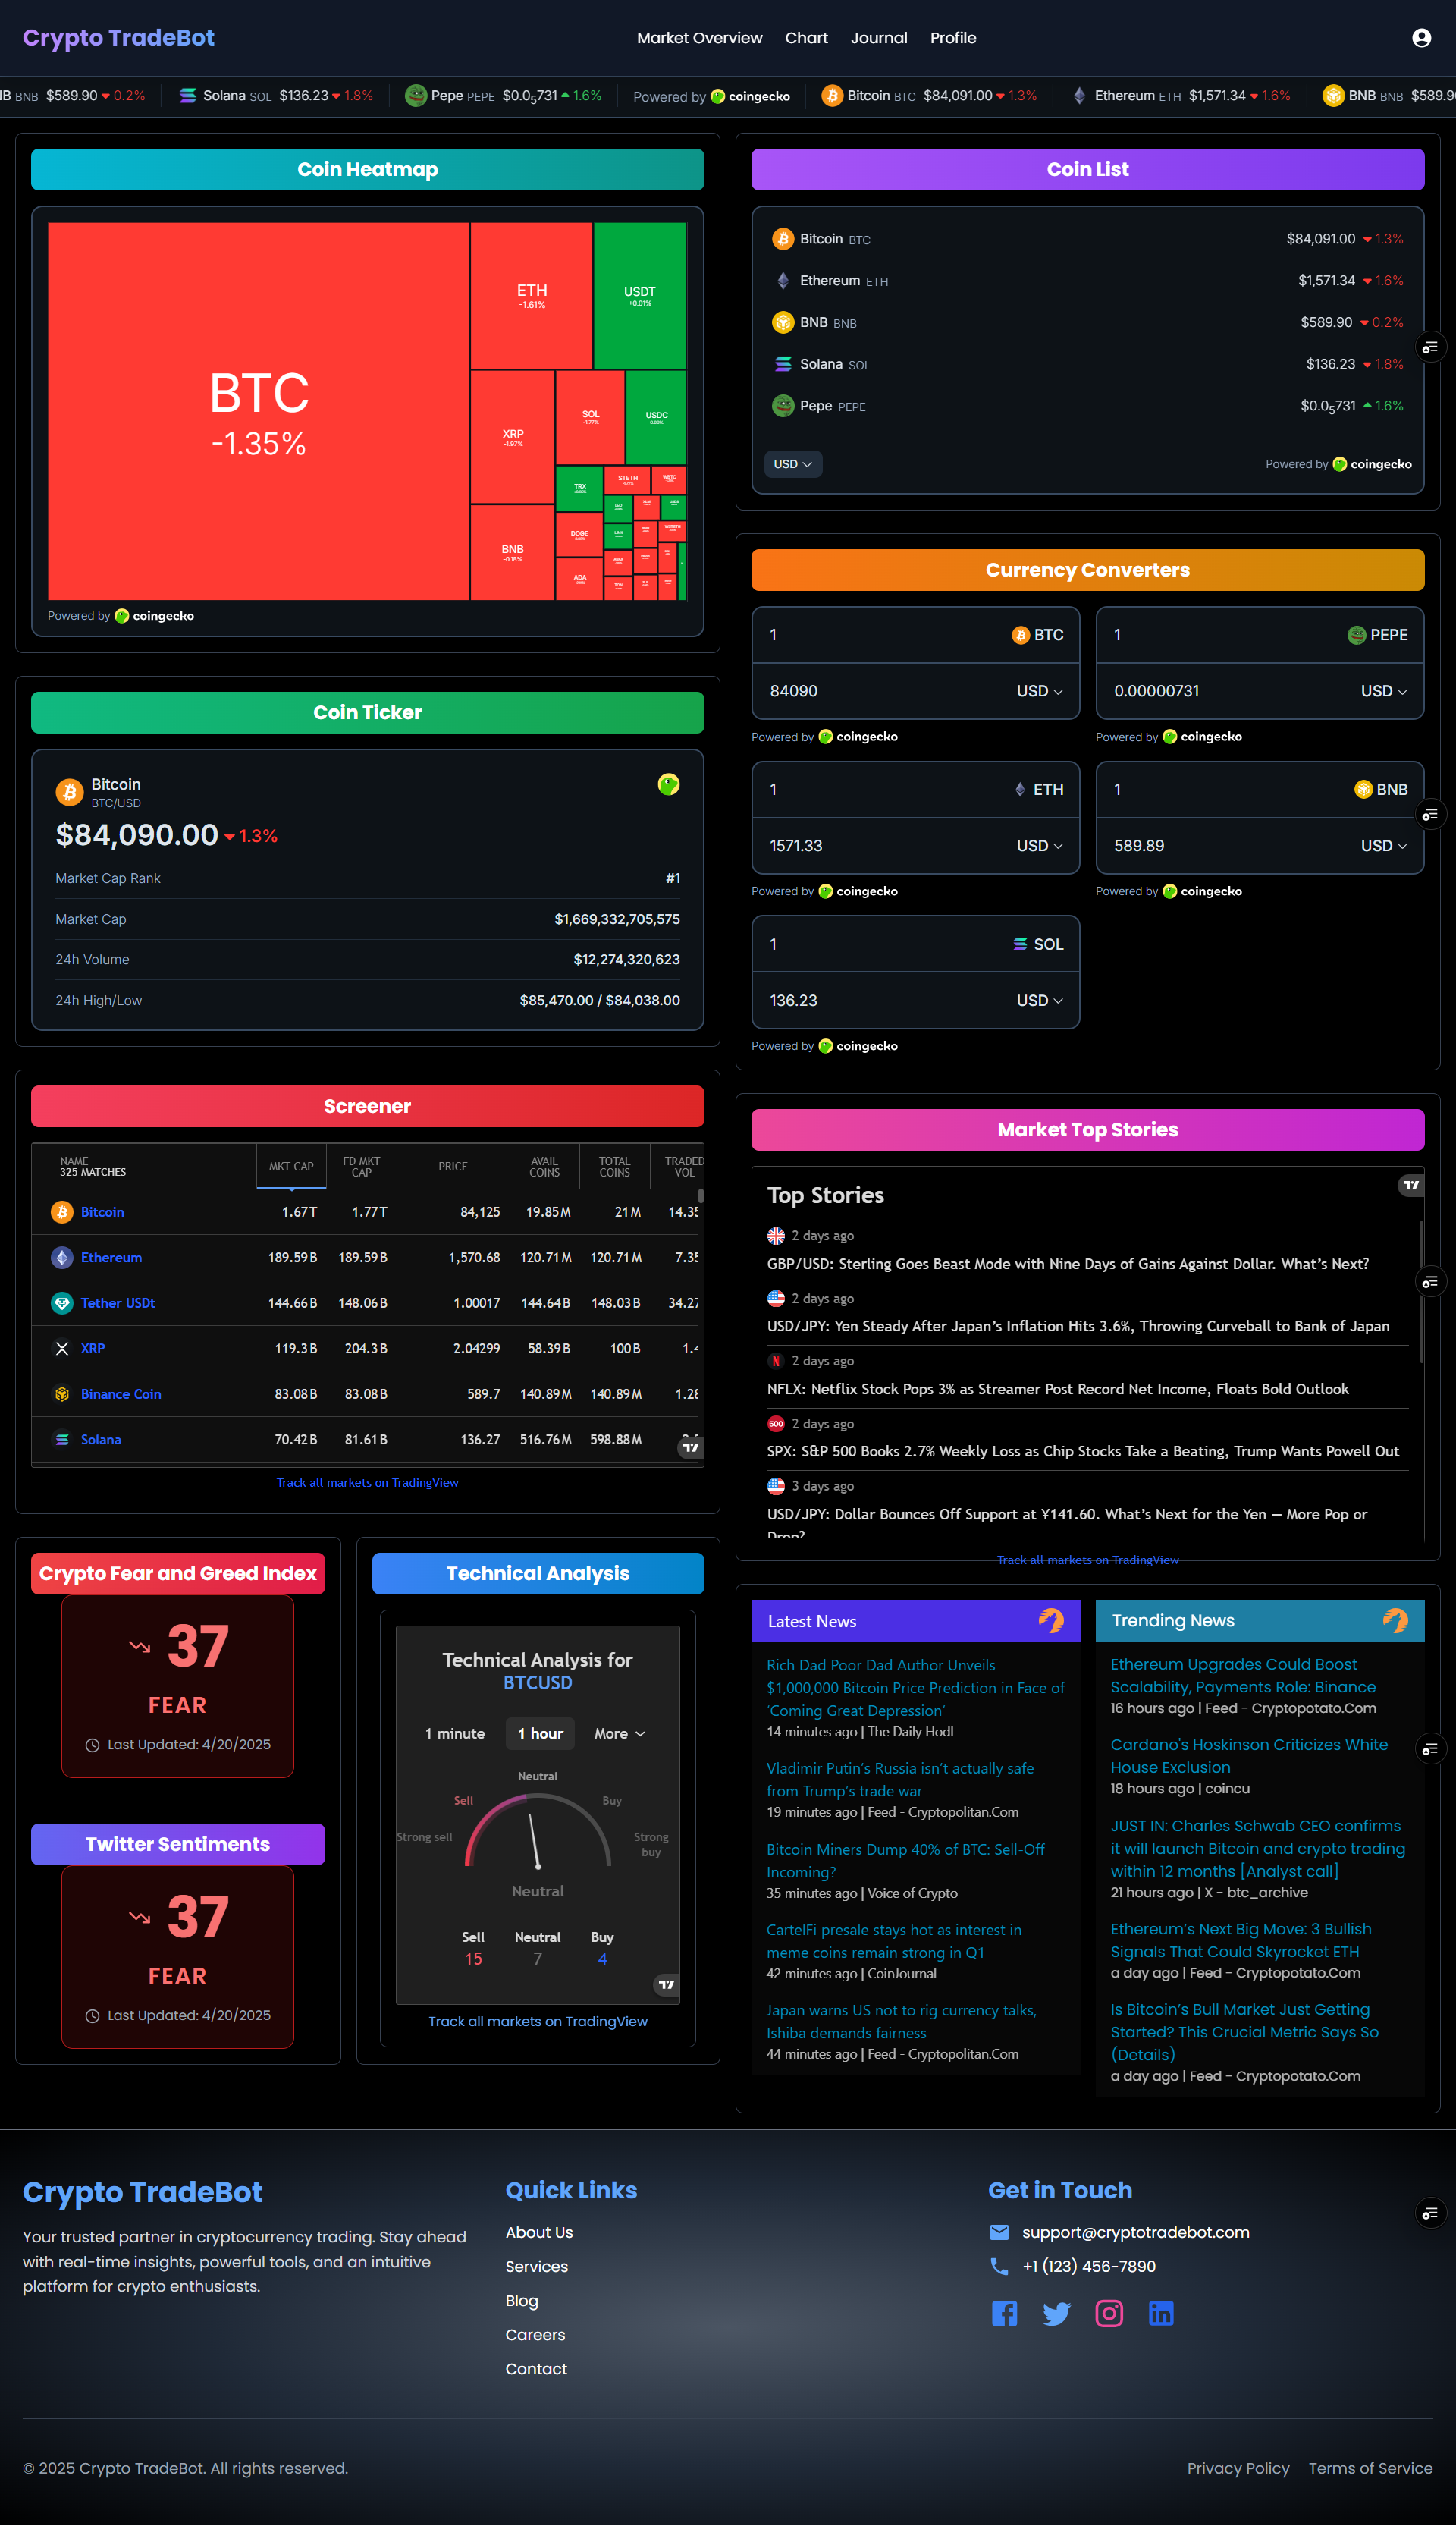 Crypto TradeBot
Market Overview Chart Journal Profile
IB BNB $589.90 0.2% Solana SOL $136.23 1.8% Pepe PEPE $0.0₅731 1.6% Powered by coingecko Bitcoin BTC $84,091.00 1.3% Ethereum ETH $1,571.34 1.6% BNB BNB $589.9
Coin Heatmap
BTC
-1.35%
ETH
-1.61%
USDT
+0.01%
XRP
-1.97%
SOL
-1.77%
USDC
0.00%
BNB
-0.18%
TRX
STETH
WBTC
DOGE
ADA
TON
Powered by coingecko
Coin Ticker
Bitcoin
BTC/USD
$84,090.00 1.3%
Market Cap Rank #1
Market Cap $1,669,332,705,575
24h Volume $12,274,320,623
24h High/Low $85,470.00 / $84,038.00
Screener
NAME
325 MATCHES
MKT CAP
FD MKT
CAP
PRICE
AVAIL
COINS
TOTAL
COINS
TRADED
VOL
Bitcoin 1.67T 1.77T 84,125 19.85M 21M 14.35
Ethereum 189.59B 189.59B 1,570.68 120.71M 120.71M 7.35
Tether USDt 144.66B 148.06B 1.00017 144.64B 148.03B 34.27
XRP 119.3B 204.3B 2.04299 58.39B 100B 1.4
Binance Coin 83.08B 83.08B 589.7 140.89M 140.89M 1.28
Solana 70.42B 81.61B 136.27 516.76M 598.88M
Track all markets on TradingView
Crypto Fear and Greed Index
37
FEAR
Last Updated: 4/20/2025
Twitter Sentiments
37
FEAR
Last Updated: 4/20/2025
Technical Analysis
Technical Analysis for
BTCUSD
1 minute 1 hour More
Neutral
Sell Buy
Strong sell Strong
buy
Neutral
Sell Neutral Buy
15 7 4
Track all markets on TradingView
Coin List
Bitcoin BTC $84,091.00 1.3%
Ethereum ETH $1,571.34 1.6%
BNB BNB $589.90 0.2%
Solana SOL $136.23 1.8%
Pepe PEPE $0.0₅731 1.6%
USD Powered by coingecko
Currency Converters
1 BTC
84090 USD
Powered by coingecko
1 PEPE
0.00000731 USD
Powered by coingecko
1 ETH
1571.33 USD
Powered by coingecko
1 BNB
589.89 USD
Powered by coingecko
1 SOL
136.23 USD
Powered by coingecko
Market Top Stories
Top Stories
2 days ago
GBP/USD: Sterling Goes Beast Mode with Nine Days of Gains Against Dollar. What’s Next?
2 days ago
USD/JPY: Yen Steady After Japan’s Inflation Hits 3.6%, Throwing Curveball to Bank of Japan
2 days ago
NFLX: Netflix Stock Pops 3% as Streamer Post Record Net Income, Floats Bold Outlook
500 2 days ago
SPX: S&P 500 Books 2.7% Weekly Loss as Chip Stocks Take a Beating, Trump Wants Powell Out
3 days ago
USD/JPY: Dollar Bounces Off Support at ¥141.60. What’s Next for the Yen — More Pop or
Drop?
Track all markets on TradingView
Latest News
Rich Dad Poor Dad Author Unveils
$1,000,000 Bitcoin Price Prediction in Face of
‘Coming Great Depression’
14 minutes ago | The Daily Hodl
Vladimir Putin’s Russia isn’t actually safe
from Trump’s trade war
19 minutes ago | Feed - Cryptopolitan.Com
Bitcoin Miners Dump 40% of BTC: Sell-Off
Incoming?
35 minutes ago | Voice of Crypto
CartelFi presale stays hot as interest in
meme coins remain strong in Q1
42 minutes ago | CoinJournal
Japan warns US not to rig currency talks,
Ishiba demands fairness
44 minutes ago | Feed - Cryptopolitan.Com
Trending News
Ethereum Upgrades Could Boost
Scalability, Payments Role: Binance
16 hours ago | Feed - Cryptopotato.Com
Cardano's Hoskinson Criticizes White
House Exclusion
18 hours ago | coincu
JUST IN: Charles Schwab CEO confirms
it will launch Bitcoin and crypto trading
within 12 months [Analyst call]
21 hours ago | X - btc_archive
Ethereum’s Next Big Move: 3 Bullish
Signals That Could Skyrocket ETH
a day ago | Feed - Cryptopotato.Com
Is Bitcoin’s Bull Market Just Getting
Started? This Crucial Metric Says So
(Details)
a day ago | Feed - Cryptopotato.Com
Crypto TradeBot
Your trusted partner in cryptocurrency trading. Stay ahead
with real-time insights, powerful tools, and an intuitive
platform for crypto enthusiasts.
Quick Links
About Us
Services
Blog
Careers
Contact
Get in Touch
support@cryptotradebot.com
+1 (123) 456-7890
© 2025 Crypto TradeBot. All rights reserved.
Privacy Policy Terms of Service